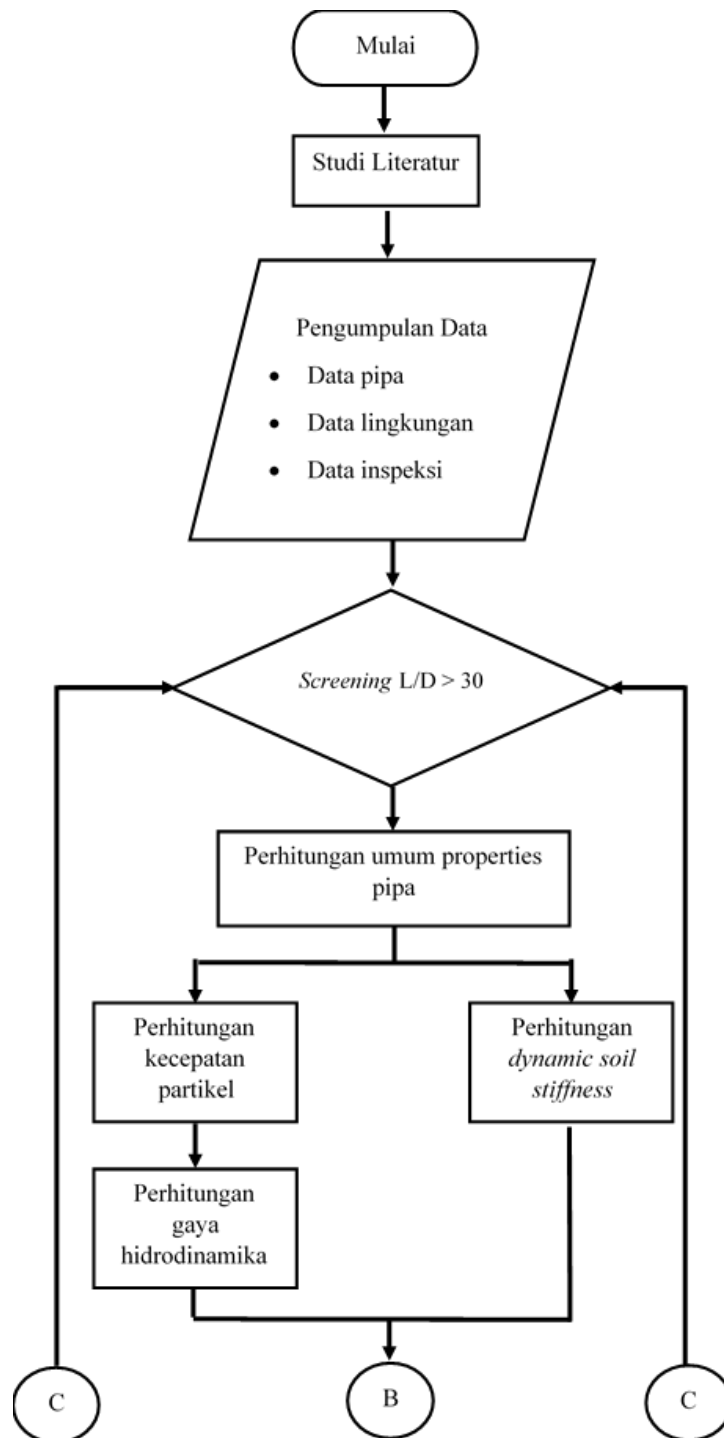 Mulai
Studi Literatur
Pengumpulan Data
• Data pipa
• Data lingkungan
• Data inspeksi
Screening L/D > 30
Perhitungan umum properties
pipa
Perhitungan
kecepatan
partikel
Perhitungan
dynamic soil
stiffness
Perhitungan
gaya
hidrodinamika
C
B
C